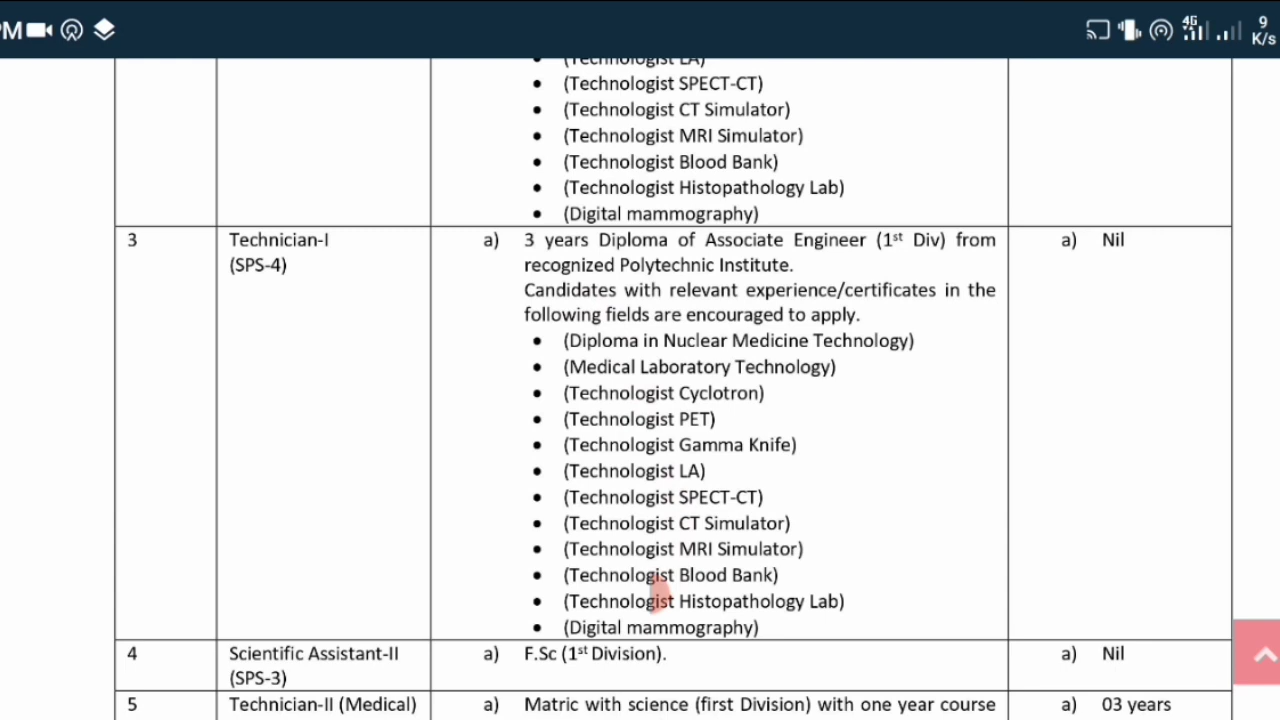 PM
4G
9
K/s
(Technologist LA)
• (Technologist SPECT-CT)
• (Technologist CT Simulator)
• (Technologist MRI Simulator)
• (Technologist Blood Bank)
• (Technologist Histopathology Lab)
• (Digital mammography)
3 Technician-I a) 3 years Diploma of Associate Engineer (1st Div) from a) Nil
(SPS-4) recognized Polytechnic Institute.
Candidates with relevant experience/certificates in the
following fields are encouraged to apply.
• (Diploma in Nuclear Medicine Technology)
• (Medical Laboratory Technology)
• (Technologist Cyclotron)
• (Technologist PET)
• (Technologist Gamma Knife)
• (Technologist LA)
• (Technologist SPECT-CT)
• (Technologist CT Simulator)
• (Technologist MRI Simulator)
• (Technologist Blood Bank)
• (Technologist Histopathology Lab)
• (Digital mammography)
4 Scientific Assistant-II a) F.Sc (1st Division). a) Nil
(SPS-3)
5 Technician-II (Medical) a) Matric with science (first Division) with one year course a) 03 years